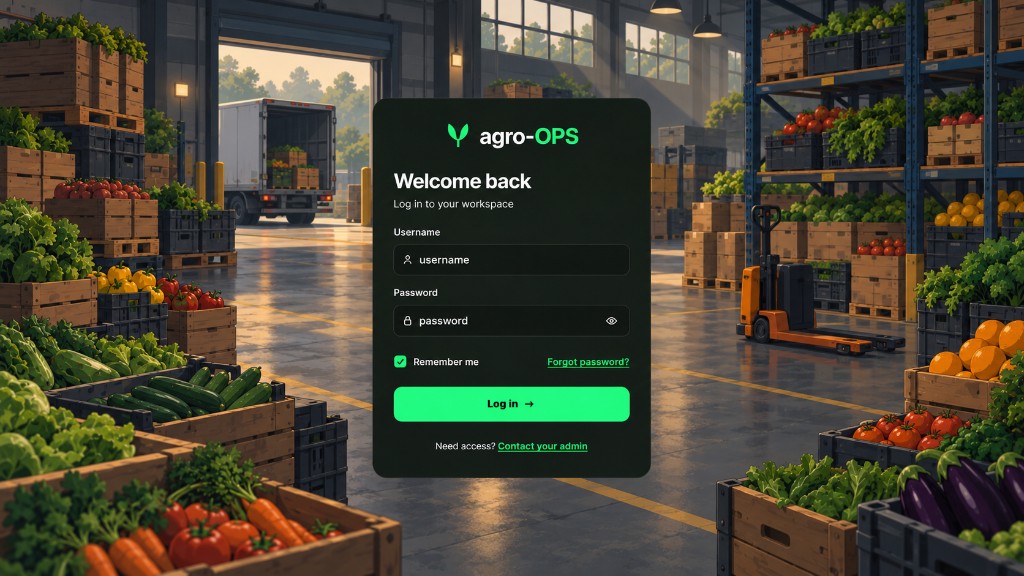 agro-OPS
Welcome back
Log in to your workspace
Username
username
Password
password
Remember me
Forgot password?
Log in →
Need access? Contact your admin